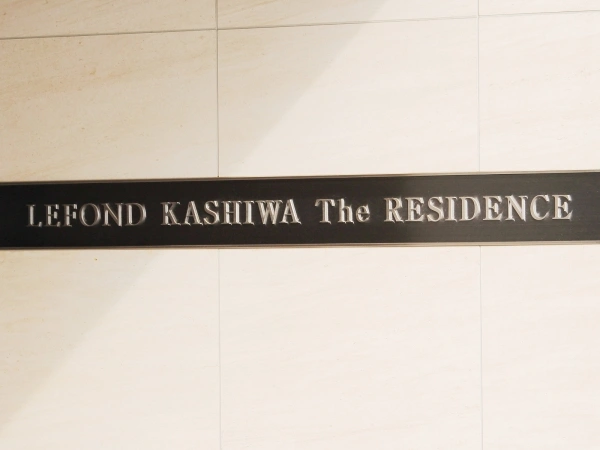 LEFOND KASHIWA The RESIDENCE